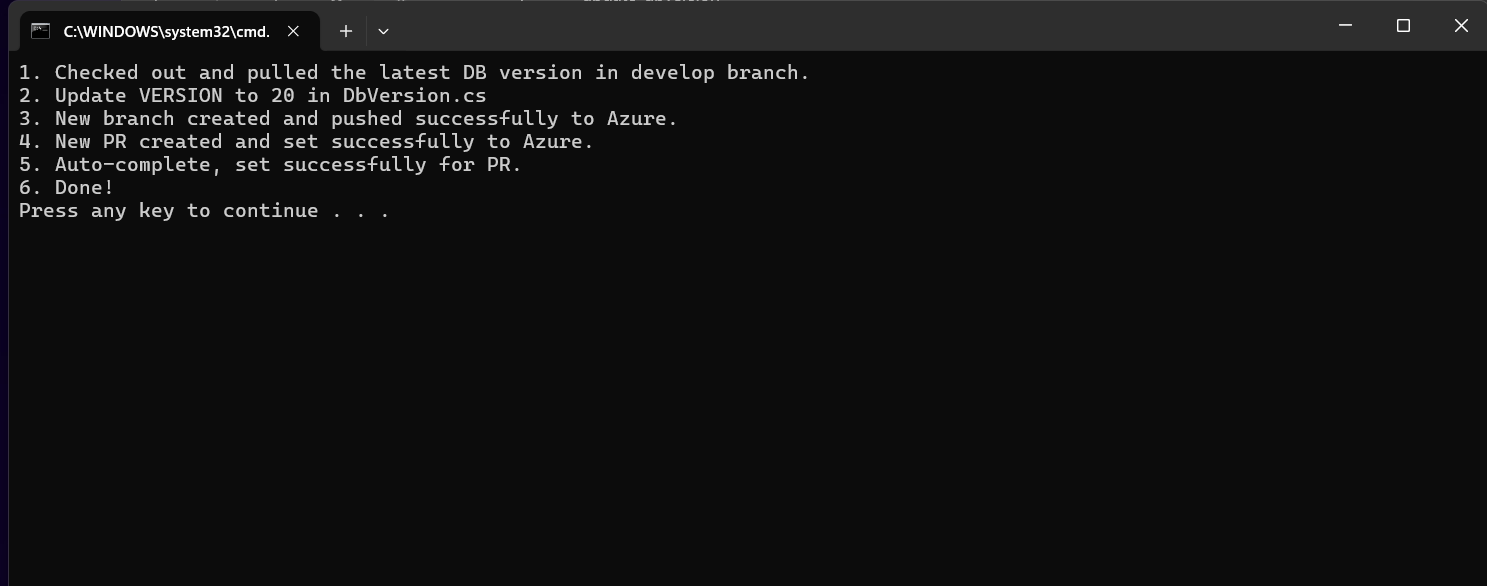 C:\WINDOWS\system32\cmd.
1. Checked out and pulled the latest DB version in develop branch.
2. Update VERSION to 20 in DbVersion.cs
3. New branch created and pushed successfully to Azure.
4. New PR created and set successfully to Azure.
5. Auto-complete, set successfully for PR.
6. Done!
Press any key to continue . . .